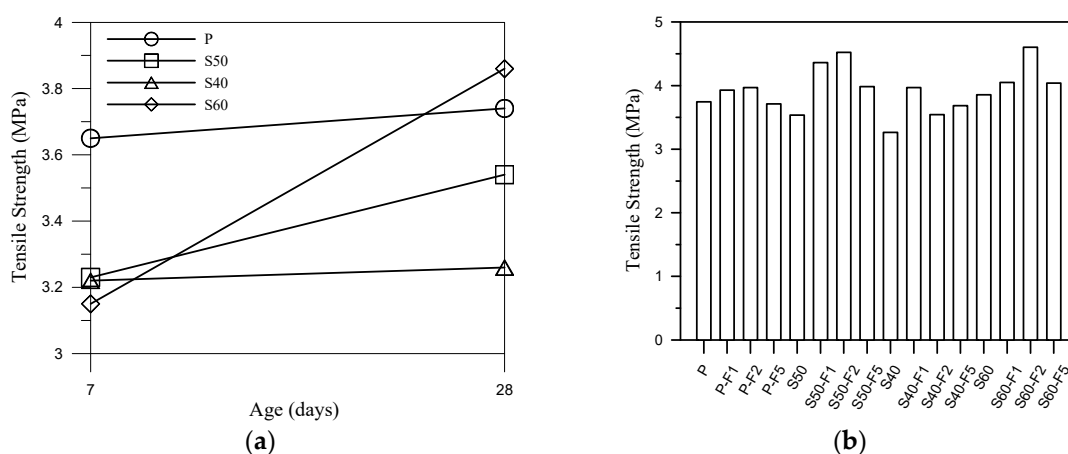 4
3.8
3.6
3.4
3.2
3
Tensile Strength (MPa)
P
S50
S40
S60
7
28
Age (days)
(a)
5
4
3
2
1
0
Tensile Strength (MPa)
P
P-F1
P-F2
P-F5
S50
S50-F1
S50-F2
S50-F5
S40
S40-F1
S40-F2
S40-F5
S60
S60-F1
S60-F2
S60-F5
(b)